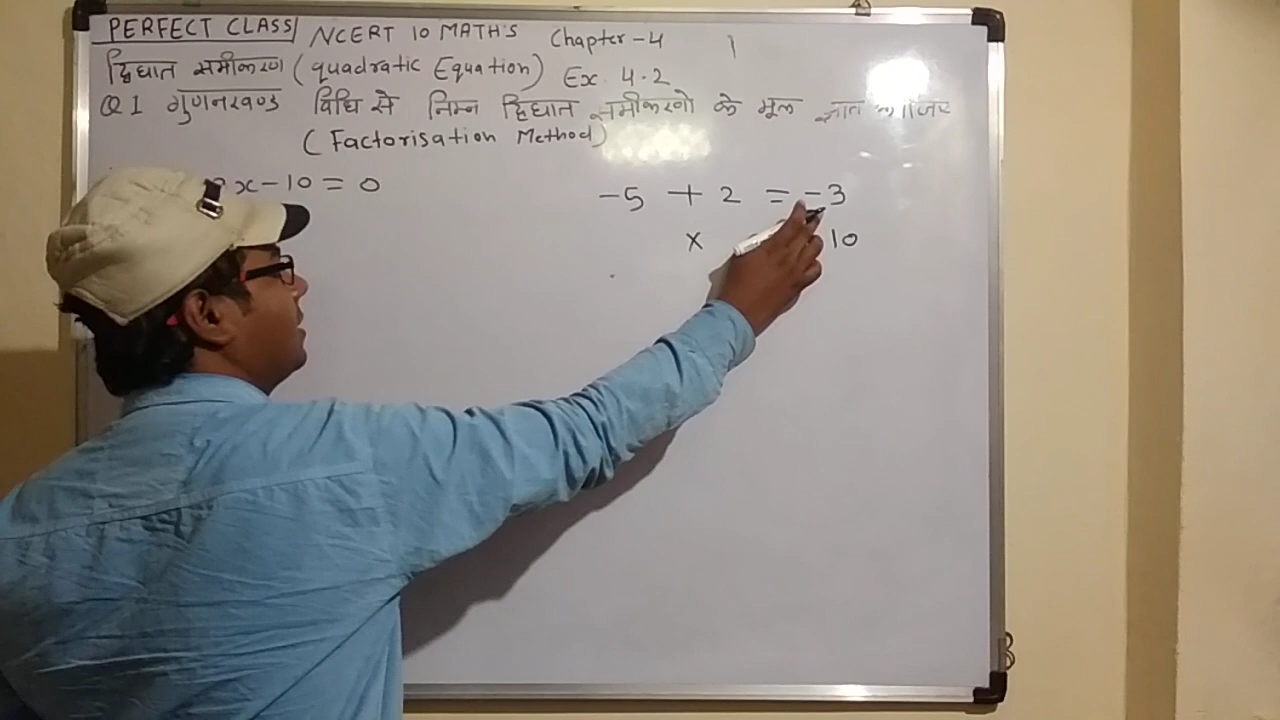 PERFECT CLASS NCERT 10 MATHS Chapter-4
द्विघात समीकरण (quadratic Equation) Ex. 4.2
Q1 गुणनखण्ड विधि से निम्न द्विघात समीकरणो के मूल ज्ञात
(Factorisation Method)
x-10=0
-5 + 2 = -3
x 10